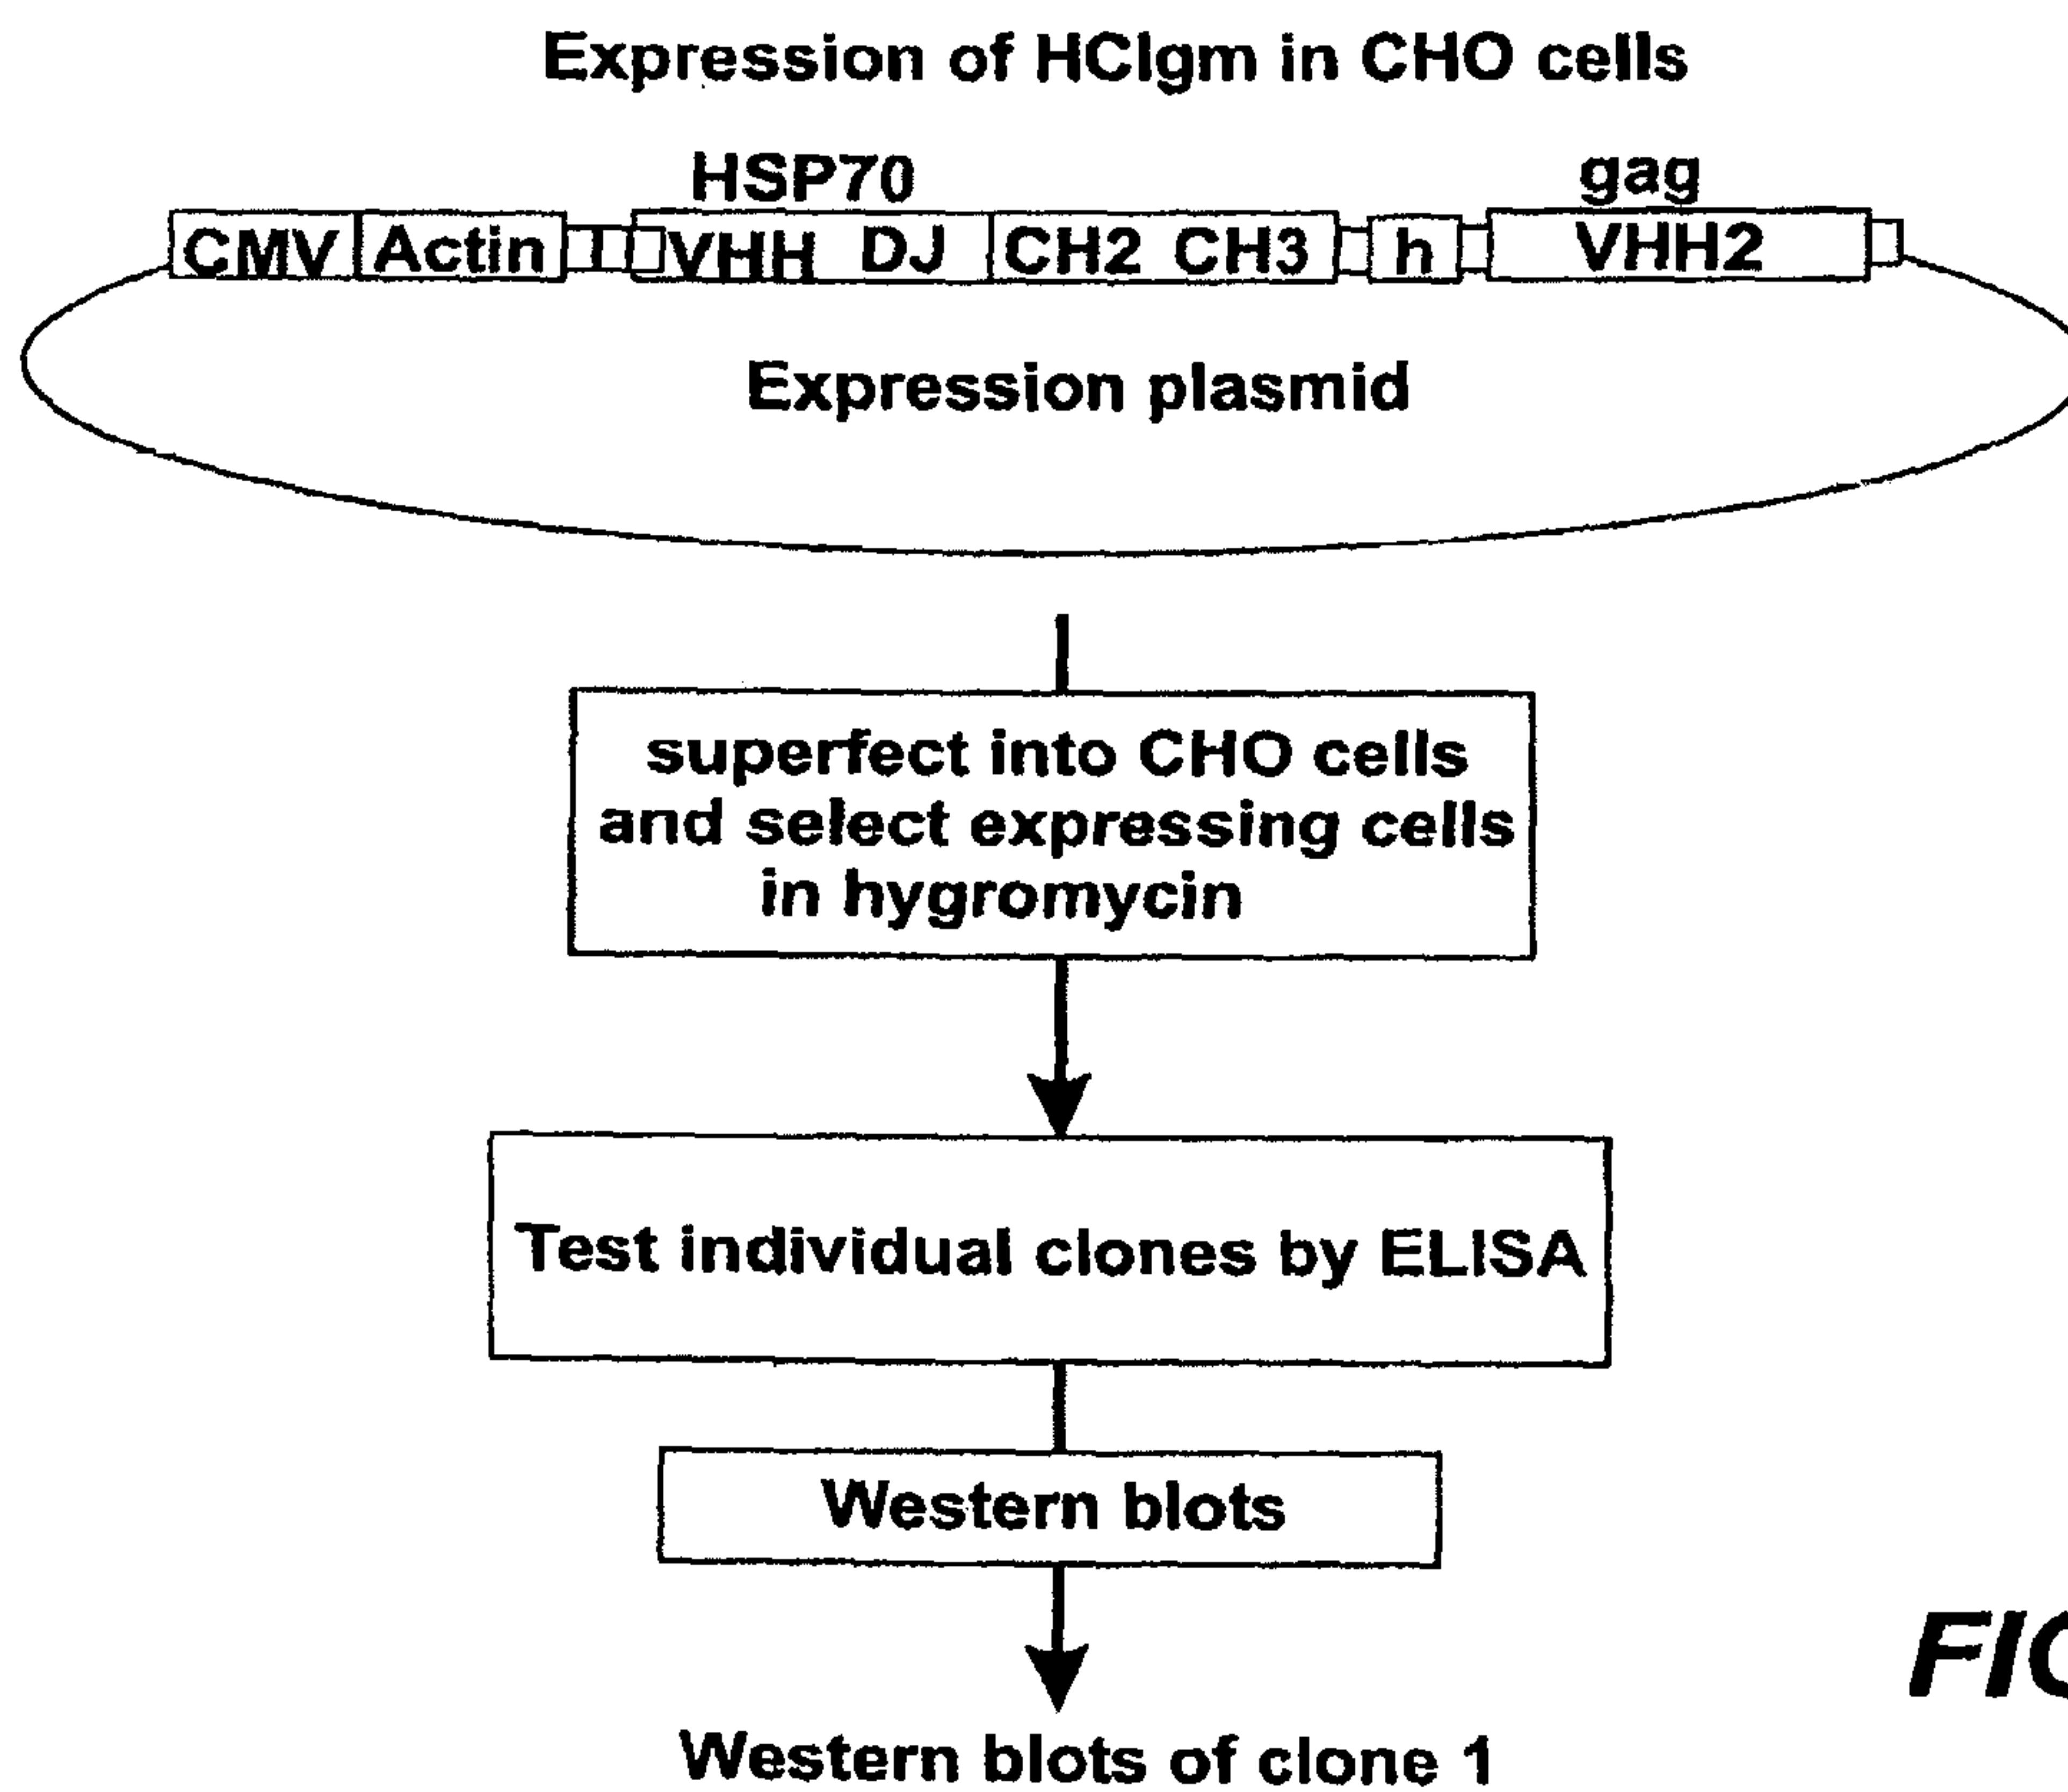 Expression of HCIgm in CHO cells
HSP70 gag
CMV Actin L VHH DJ CH2 CH3 h VHH2
Expression plasmid
superfect into CHO cells
and select expressing cells
in hygromycin
Test individual clones by ELISA
Western blots
Western blots of clone 1